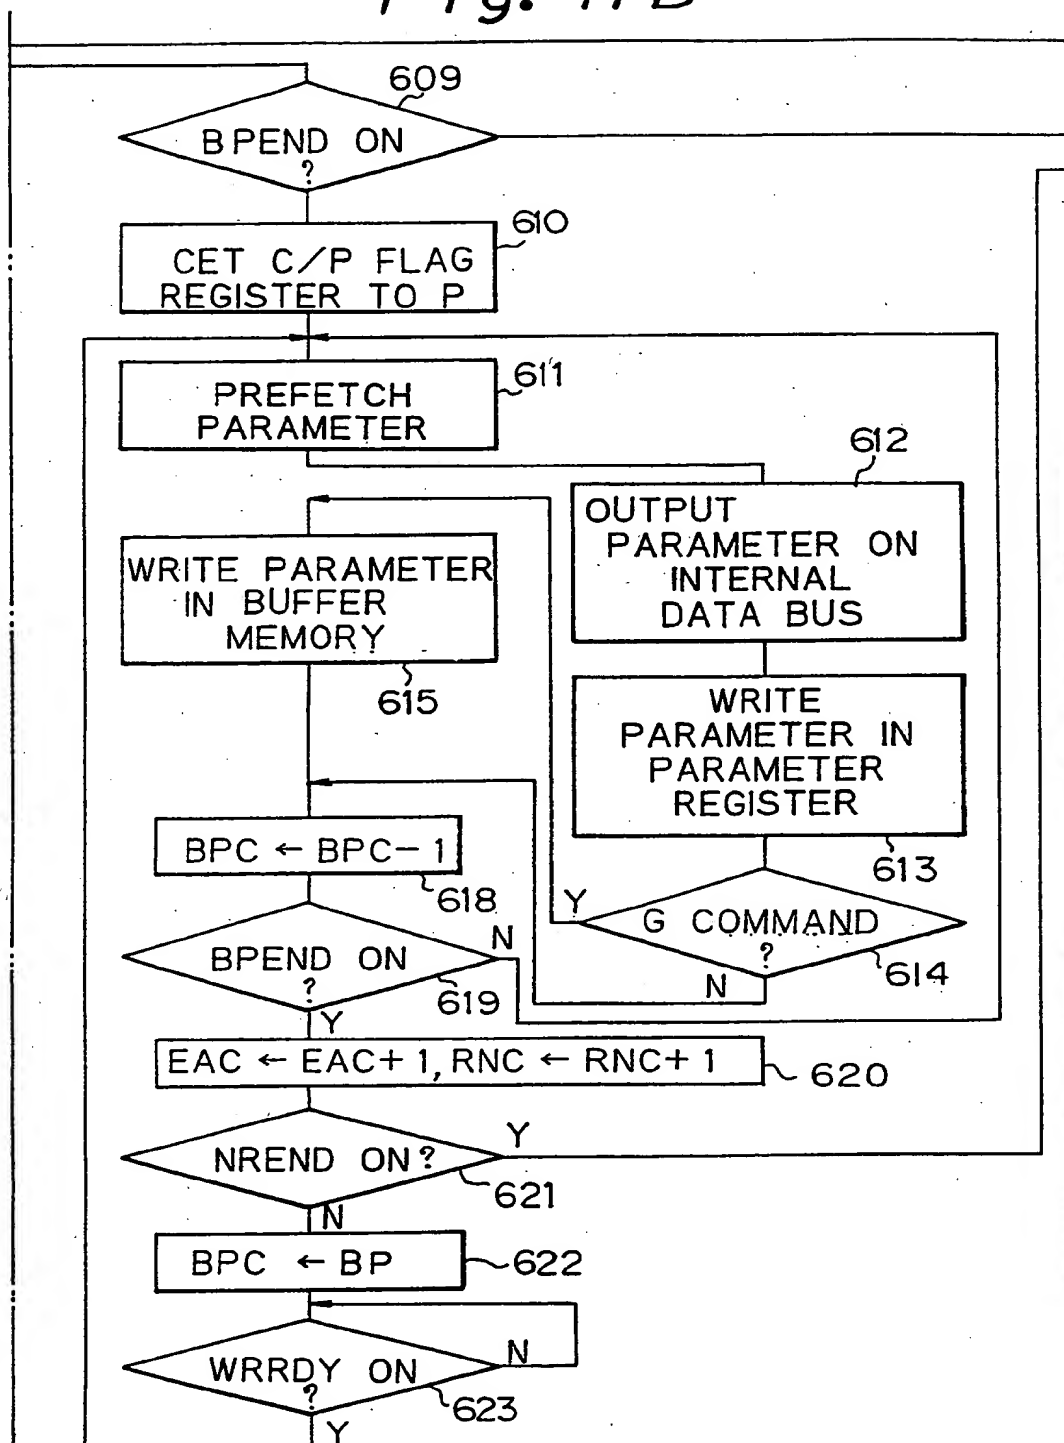 Fig. 11B
609
BPEND ON
?
610
CET C/P FLAG
REGISTER TO P
611
PREFETCH
PARAMETER
612
OUTPUT
PARAMETER ON
INTERNAL
DATA BUS
WRITE PARAMETER
IN BUFFER
MEMORY
615
WRITE
PARAMETER IN
PARAMETER
REGISTER
613
BPC ← BPC-1
618
Y
G COMMAND
?
614
N
BPEND ON
?
N
619
Y
EAC ← EAC+1, RNC ← RNC+1
620
NREND ON?
Y
621
N
BPC ← BP
622
WRRDY ON
?
N
623
Y